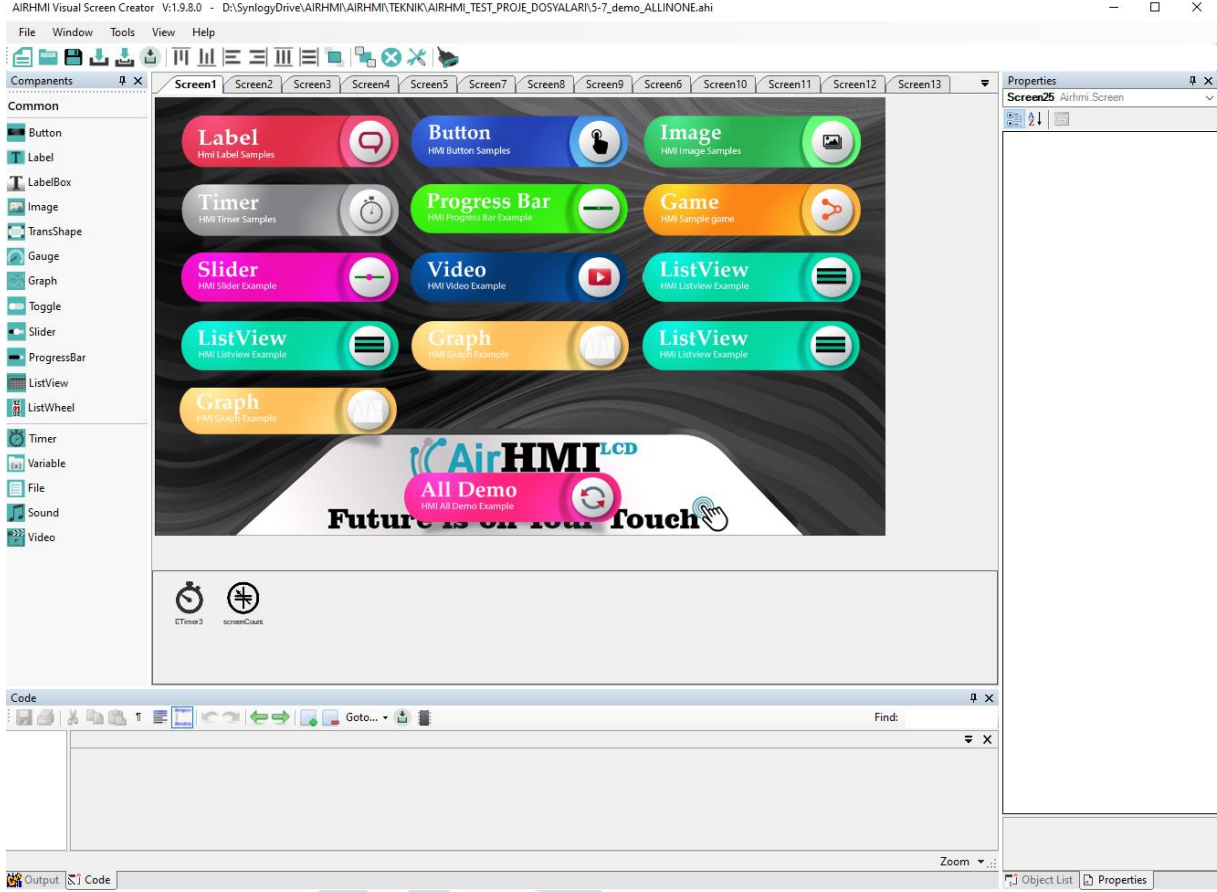 AIRHMI Visual Screen Creator V:1.9.8.0 - D:\SynlogyDrive\AIRHMI\AIRHMI\TEKNIK\AIRHMI_TEST_PROJE_DOSYALARI\5-7_demo_ALLINONE.ahi
File Window Tools View Help
Companents
Common
Button
Label
LabelBox
Image
TransShape
Gauge
Graph
Toggle
Slider
ProgressBar
ListView
ListWheel
Timer
Variable
File
Sound
Video
Screen1 Screen2 Screen3 Screen4 Screen5 Screen7 Screen8 Screen9 Screen6 Screen10 Screen11 Screen12 Screen13
Label
Hmi Label Samples
Button
HMI Button Samples
Image
HMI Image Samples
Timer
HMI Timer Samples
Progress Bar
HMI Progress Bar Example
Game
HMI Sample game
Slider
HMI Slider Example
Video
HMI Video Example
ListView
HMI Listview Example
ListView
HMI Listview Example
Graph
HMI Graph Example
ListView
HMI Listview Example
Graph
HMI Graph Example
AirHMI LCD
All Demo
HMI All Demo Example
Future is on Your Touch
ETimer3 screenCount
Properties
Screen25 Airhmi.Screen
Code
Goto... Find:
Zoom
Output Code
Object List Properties